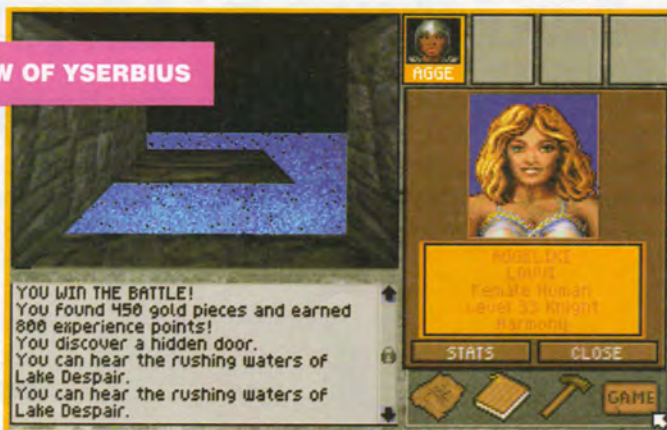 W OF YSERBIUS
AGGE
YOU WIN THE BATTLE!
You found 450 gold pieces and earned
800 experience points!
You discover a hidden door.
You can hear the rushing waters of
Lake Despair.
You can hear the rushing waters of
Lake Despair.
Female Human
Level 33 Knight
Harmony
STATS
CLOSE
GAME